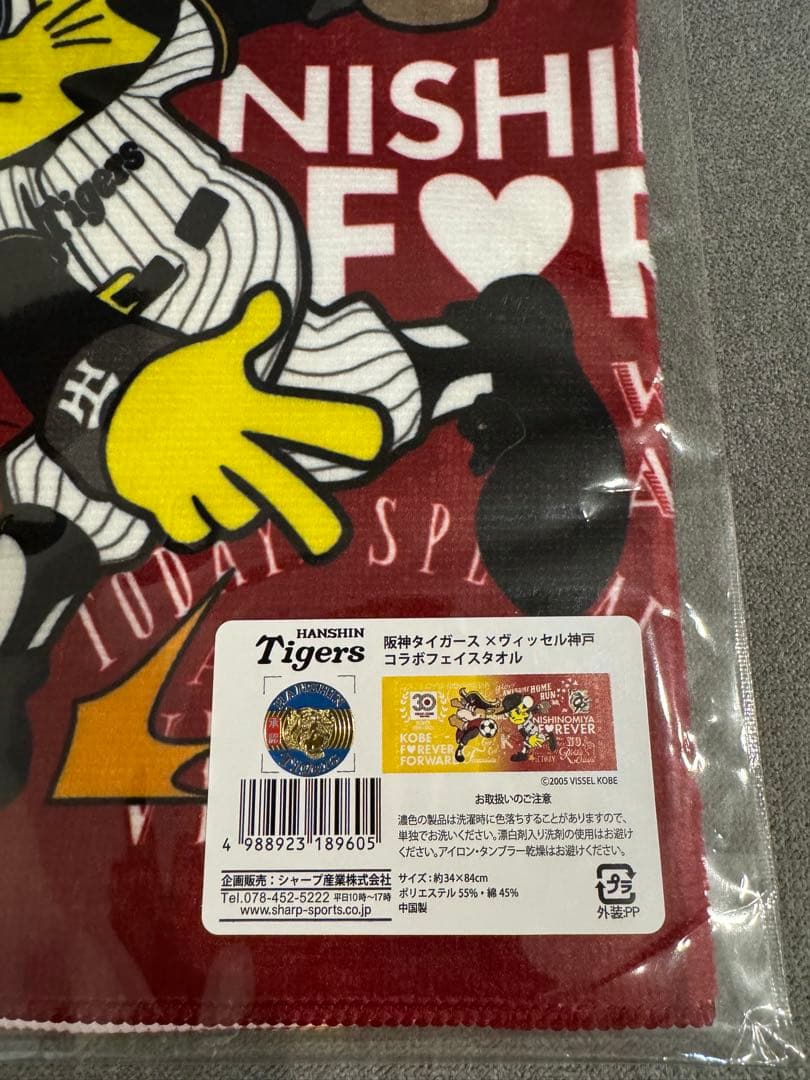 NISHI
F♥R
Tigers
TODAY'S SPE
HANSHIN
Tigers
阪神タイガース×ヴィッセル神戸
コラボフェイスタオル
承認
30
HOME
RUN
KOBE
F♥REVER
FORWARD
NISHINOMIYA
F♥REVER
©2005 VISSEL KOBE
お取扱いのご注意
濃色の製品は洗濯時に色落ちすることがありますので、
単独でお洗いください。漂白剤入り洗剤の使用はお避け
ください。アイロン・タンブラー乾燥はお避けください。
4 988923 189605
企画販売:シャープ産業株式会社
Tel.078-452-5222 平日10時〜17時
www.sharp-sports.co.jp
サイズ:約34×84cm
ポリエステル 55%・綿 45%
中国製
プラ
外装:PP